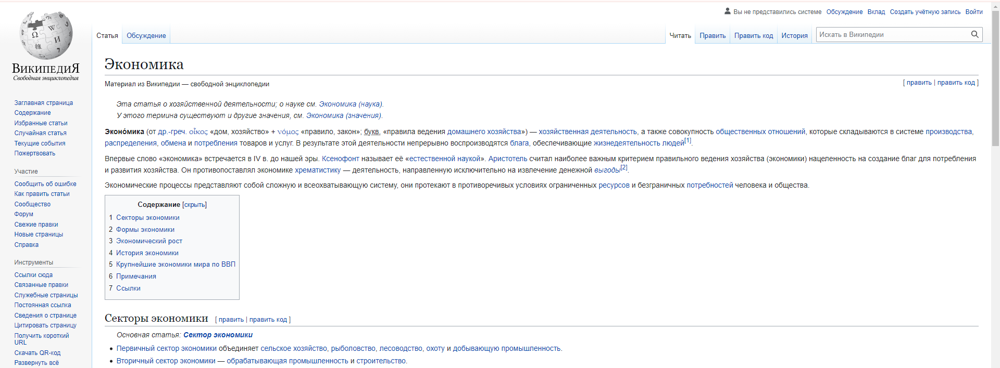 Вы не представились системе Обсуждение Вклад Создать учётную запись Войти
Статья Обсуждение Читать Править Править код История Искать в Википедии
ВикипедиЯ
Свободная энциклопедия
Заглавная страница
Содержание
Избранные статьи
Случайная статья
Текущие события
Пожертвовать
Участие
Сообщить об ошибке
Как править статьи
Сообщество
Форум
Свежие правки
Новые страницы
Справка
Инструменты
Ссылки сюда
Связанные правки
Служебные страницы
Постоянная ссылка
Сведения о странице
Цитировать страницу
Получить короткий
URL
Скачать QR-код
Развернуть всё
Экономика
Материал из Википедии — свободной энциклопедии [ править | править код ]
Эта статья о хозяйственной деятельности; о науке см. Экономика (наука).
У этого термина существуют и другие значения, см. Экономика (значения).
Эконо́мика (от др.-греч. οἶκος «дом, хозяйство» + νόμος «правило, закон»; букв. «правила ведения домашнего хозяйства») — хозяйственная деятельность, а также совокупность общественных отношений, которые складываются в системе производства,
распределения, обмена и потребления товаров и услуг. В результате этой деятельности непрерывно воспроизводятся блага, обеспечивающие жизнедеятельность людей[1].
Впервые слово «экономика» встречается в IV в. до нашей эры. Ксенофонт называет её «естественной наукой». Аристотель считал наиболее важным критерием правильного ведения хозяйства (экономики) нацеленность на создание благ для потребления
и развития хозяйства. Он противопоставлял экономике хрематистику — деятельность, направленную исключительно на извлечение денежной выгоды[2].
Экономические процессы представляют собой сложную и всеохватывающую систему, они протекают в противоречивых условиях ограниченных ресурсов и безграничных потребностей человека и общества.
Содержание [скрыть]
1 Секторы экономики
2 Формы экономики
3 Экономический рост
4 История экономики
5 Крупнейшие экономики мира по ВВП
6 Примечания
7 Ссылки
Секторы экономики [ править | править код ]
Основная статья: Сектор экономики
• Первичный сектор экономики объединяет сельское хозяйство, рыболовство, лесоводство, охоту и добывающую промышленность.
• Вторичный сектор экономики — обрабатывающая промышленность и строительство.